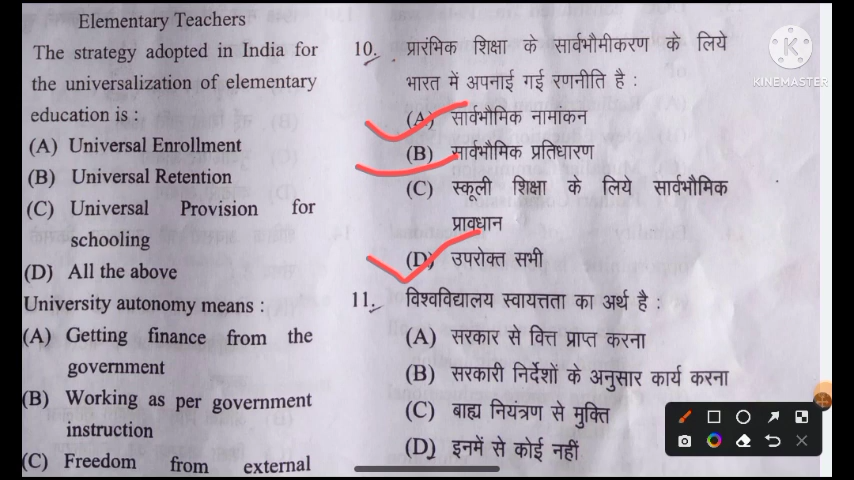 Elementary Teachers
The strategy adopted in India for
the universalization of elementary
education is :
(A) Universal Enrollment
(B) Universal Retention
(C) Universal Provision for
schooling
(D) All the above
University autonomy means :
(A) Getting finance from the
government
(B) Working as per government
instruction
(C) Freedom from external
10. प्रारंभिक शिक्षा के सार्वभौमीकरण के लिये
भारत में अपनाई गई रणनीति है :
(A) सार्वभौमिक नामाकन
(B) सार्वभौमिक प्रतिधारण
(C) स्कूली शिक्षा के लिये सार्वभौमिक
प्रावधान
(D) उपरोक्त सभी
11. विश्वविद्यालय स्वायत्तता का अर्थ है :
(A) सरकार से वित्त प्राप्त करना
(B) सरकारी निर्देशों के अनुसार कार्य करना
(C) बाह्य नियंत्रण से मुक्ति
(D) इनमें से कोई नहीं
KINEMASTER